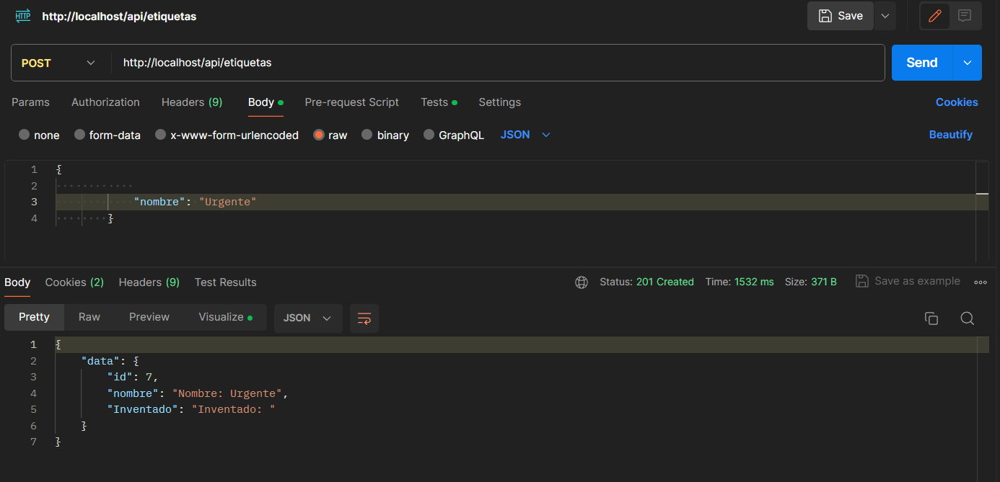 HTTP http://localhost/api/etiquetas Save
POST http://localhost/api/etiquetas Send
Params Authorization Headers (9) Body Pre-request Script Tests Settings Cookies
none form-data x-www-form-urlencoded raw binary GraphQL JSON Beautify
1 {
2
3 "nombre": "Urgente"
4 }
Body Cookies (2) Headers (9) Test Results Status: 201 Created Time: 1532 ms Size: 371 B Save as example
Pretty Raw Preview Visualize JSON
1 {
2 "data": {
3 "id": 7,
4 "nombre": "Nombre: Urgente",
5 "Inventado": "Inventado: "
6 }
7 }